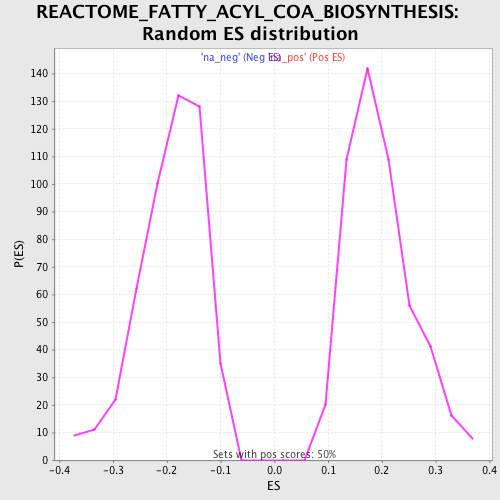 REACTOME_FATTY_ACYL_COA_BIOSYNTHESIS:
Random ES distribution
'na_neg' (Neg ES) 'na_pos' (Pos ES)
140
130
120
110
100
90
80
70
60
50
40
30
20
10
0
P(ES)
Sets with pos scores: 50%
-0.4 -0.3 -0.2 -0.1 0.0 0.1 0.2 0.3 0.4
ES